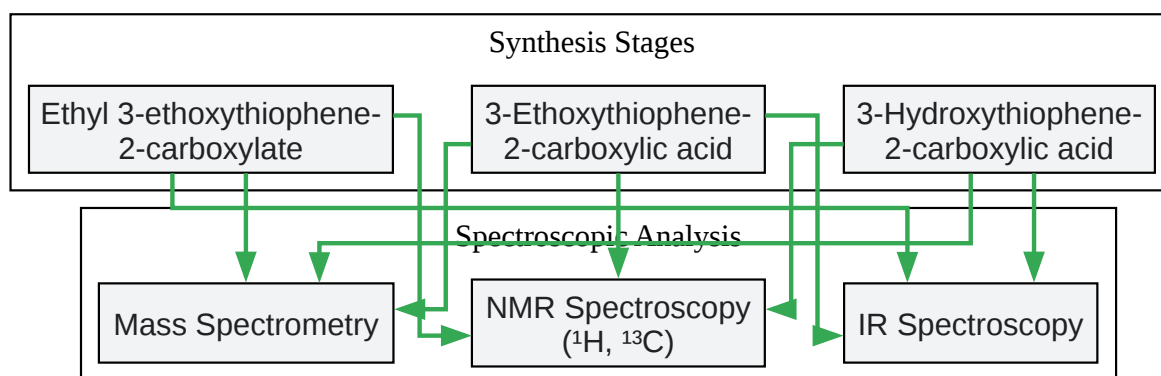 Synthesis Stages
Ethyl 3-ethoxythiophene-
2-carboxylate
3-Ethoxythiophene-
2-carboxylic acid
3-Hydroxythiophene-
2-carboxylic acid
Spectroscopic Analysis
Mass Spectrometry
NMR Spectroscopy
(¹H, ¹³C)
IR Spectroscopy